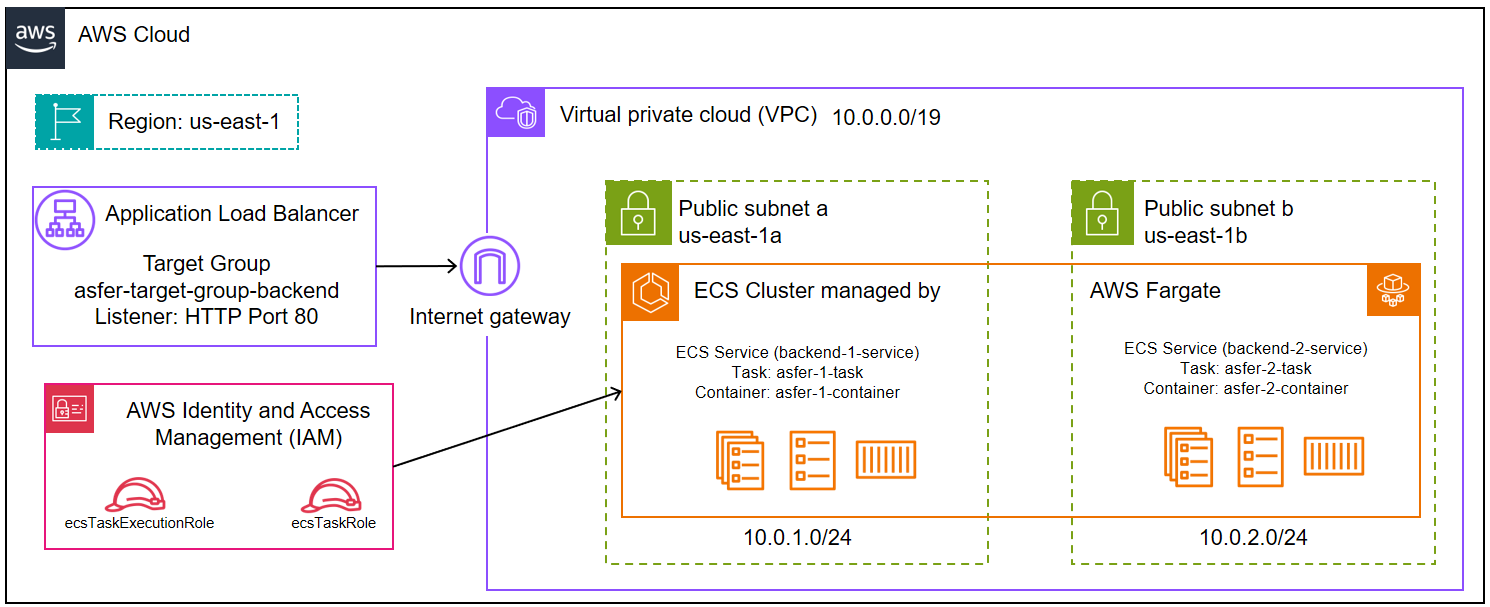 aws
AWS Cloud
Region: us-east-1
Virtual private cloud (VPC) 10.0.0.0/19
Application Load Balancer
Target Group
asfer-target-group-backend
Listener: HTTP Port 80
Internet gateway
AWS Identity and Access
Management (IAM)
ecsTaskExecutionRole
ecsTaskRole
Public subnet a
us-east-1a
ECS Cluster managed by
ECS Service (backend-1-service)
Task: asfer-1-task
Container: asfer-1-container
10.0.1.0/24
Public subnet b
us-east-1b
AWS Fargate
ECS Service (backend-2-service)
Task: asfer-2-task
Container: asfer-2-container
10.0.2.0/24